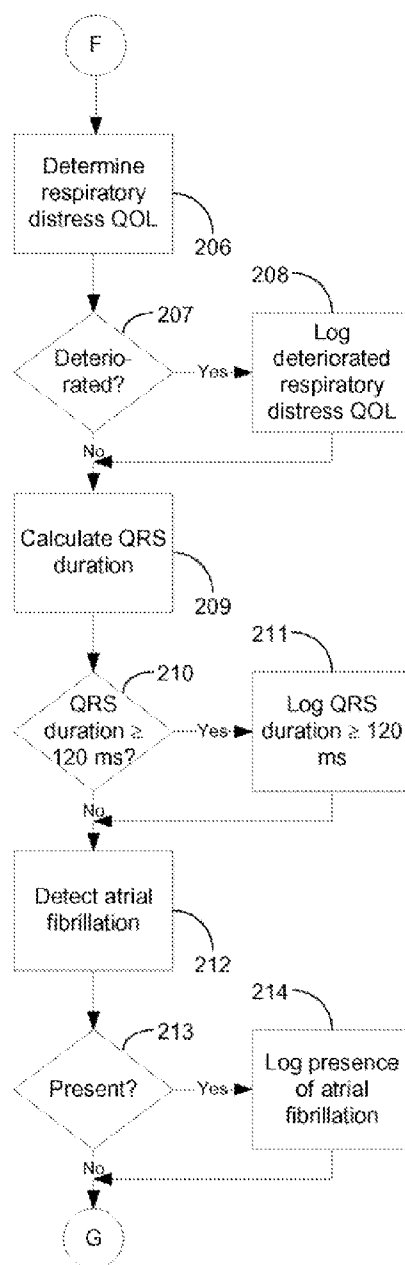 F
Determine
respiratory
distress QOL
206
207
208
Deterio-
rated?
Yes
Log
deteriorated
respiratory
distress QOL
No
Calculate QRS
duration
209
210
211
QRS
duration ≥
120 ms?
Yes
Log QRS
duration ≥ 120
ms
No
Detect atrial
fibrillation
212
213
214
Present?
Yes
Log presence
of atrial
fibrillation
No
G